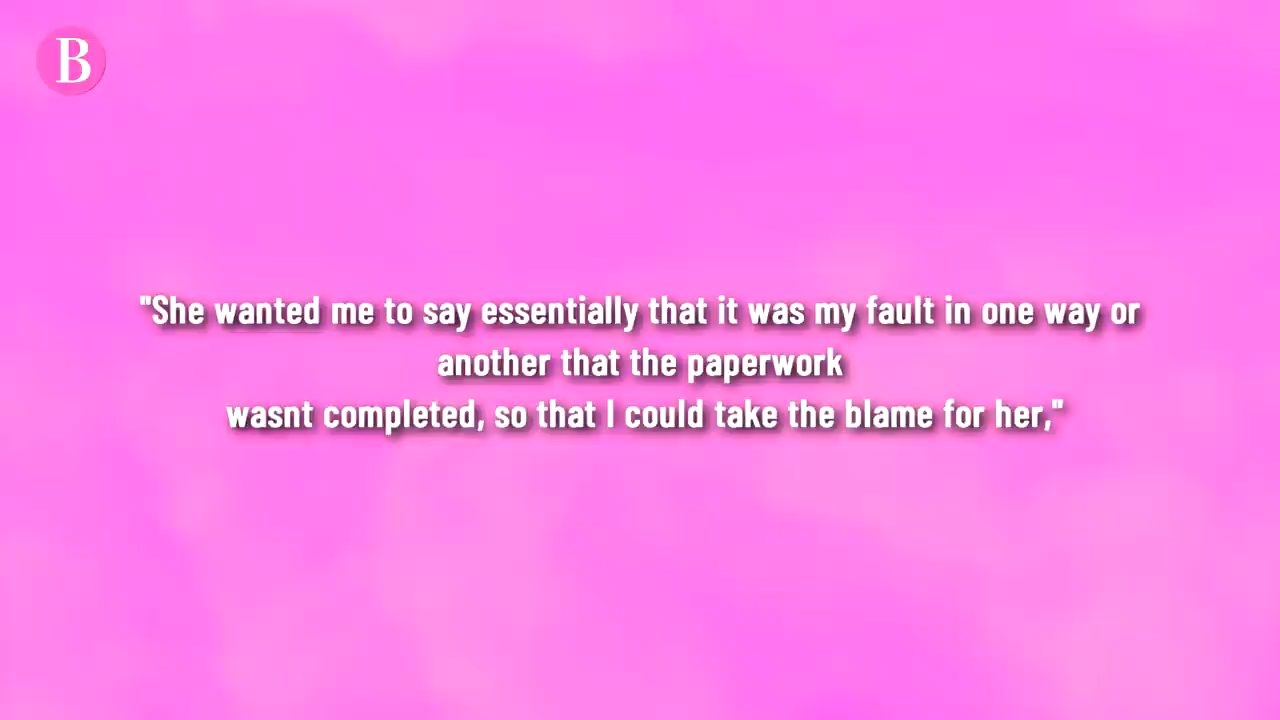 B
"She wanted me to say essentially that it was my fault in one way or
another that the paperwork
wasnt completed, so that I could take the blame for her,"